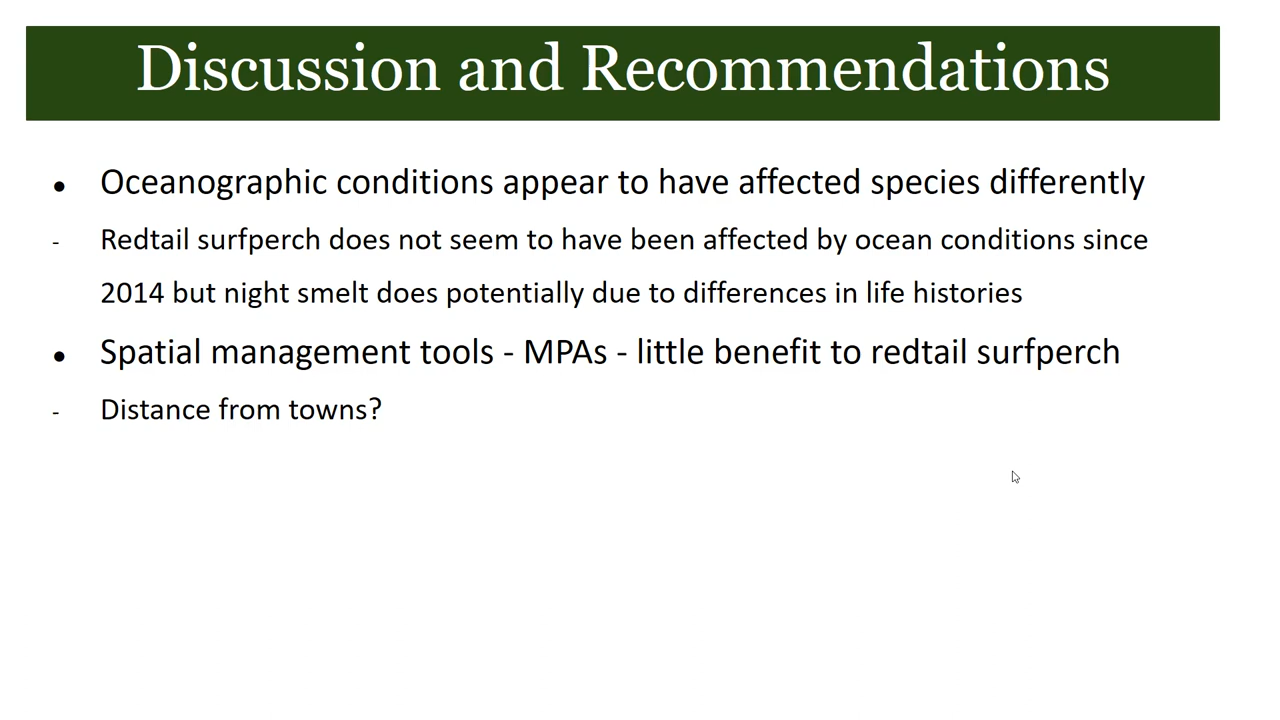 Discussion and Recommendations
● Oceanographic conditions appear to have affected species differently
- Redtail surfperch does not seem to have been affected by ocean conditions since
2014 but night smelt does potentially due to differences in life histories
● Spatial management tools - MPAs - little benefit to redtail surfperch
- Distance from towns?